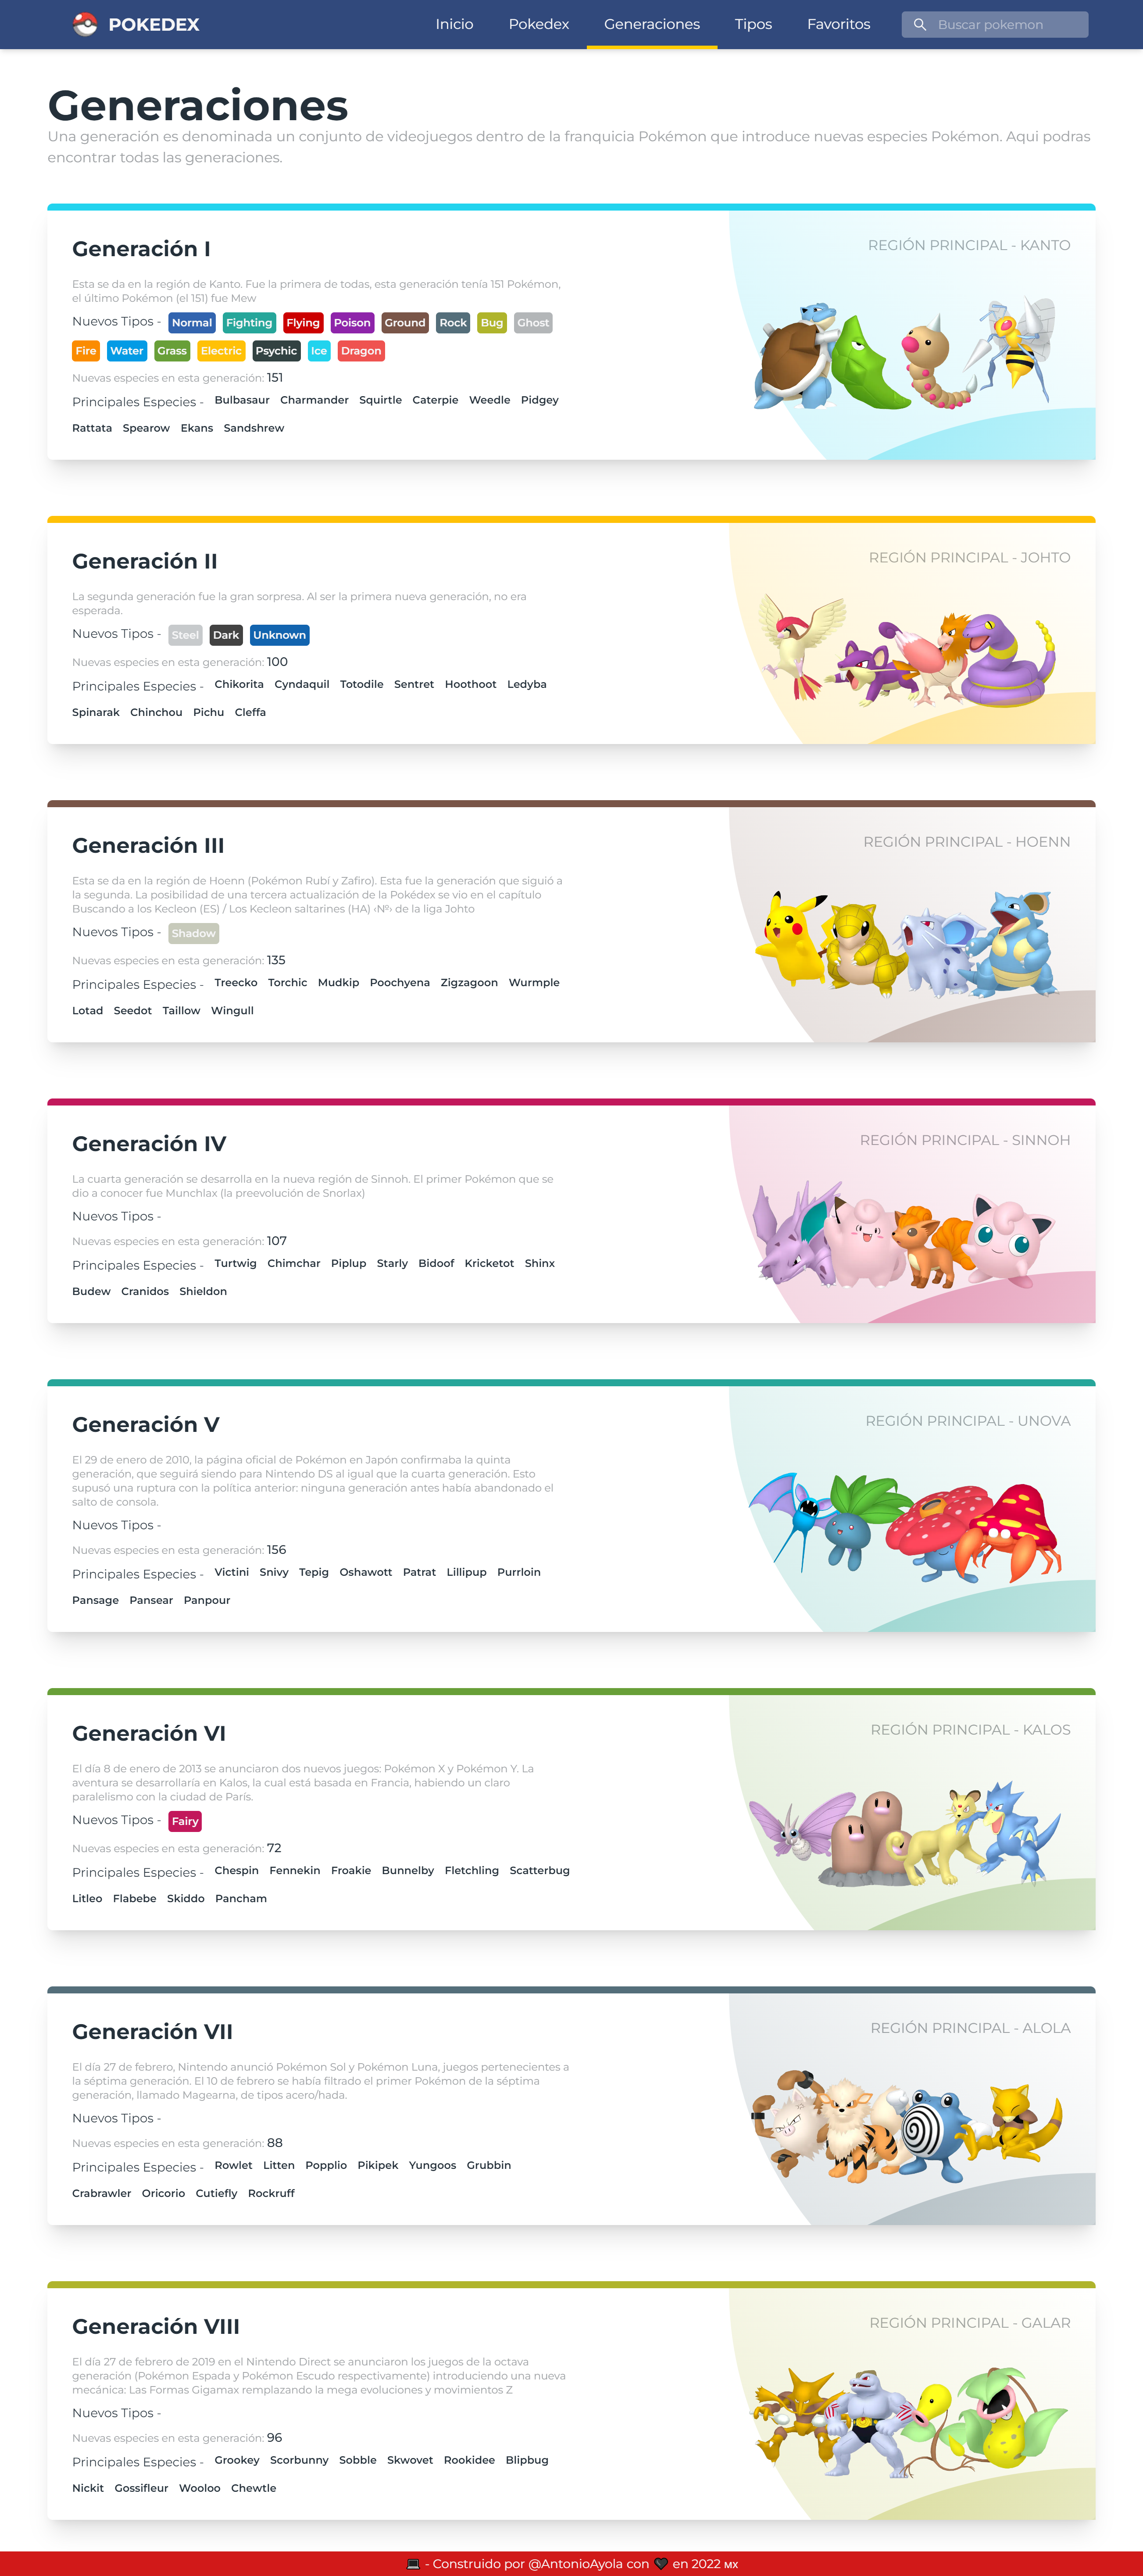 POKEDEX Inicio Pokedex Generaciones Tipos Favoritos Buscar pokemon
Generaciones
Una generación es denominada un conjunto de videojuegos dentro de la franquicia Pokémon que introduce nuevas especies Pokémon. Aqui podras
encontrar todas las generaciones.
Generación I
REGIÓN PRINCIPAL - KANTO
Esta se da en la región de Kanto. Fue la primera de todas, esta generación tenía 151 Pokémon,
el último Pokémon (el 151) fue Mew
Nuevos Tipos - Normal Fighting Flying Poison Ground Rock Bug Ghost
Fire Water Grass Electric Psychic Ice Dragon
Nuevas especies en esta generación: 151
Principales Especies - Bulbasaur Charmander Squirtle Caterpie Weedle Pidgey
Rattata Spearow Ekans Sandshrew
Generación II
REGIÓN PRINCIPAL - JOHTO
La segunda generación fue la gran sorpresa. Al ser la primera nueva generación, no era
esperada.
Nuevos Tipos - Steel Dark Unknown
Nuevas especies en esta generación: 100
Principales Especies - Chikorita Cyndaquil Totodile Sentret Hoothoot Ledyba
Spinarak Chinchou Pichu Cleffa
Generación III
REGIÓN PRINCIPAL - HOENN
Esta se da en la región de Hoenn (Pokémon Rubí y Zafiro). Esta fue la generación que siguió a
la segunda. La posibilidad de una tercera actualización de la Pokédex se vio en el capítulo
Buscando a los Kecleon (ES) / Los Kecleon saltarines (HA) ‹Nº› de la liga Johto
Nuevos Tipos - Shadow
Nuevas especies en esta generación: 135
Principales Especies - Treecko Torchic Mudkip Poochyena Zigzagoon Wurmple
Lotad Seedot Taillow Wingull
Generación IV
REGIÓN PRINCIPAL - SINNOH
La cuarta generación se desarrolla en la nueva región de Sinnoh. El primer Pokémon que se
dio a conocer fue Munchlax (la preevolución de Snorlax)
Nuevos Tipos -
Nuevas especies en esta generación: 107
Principales Especies - Turtwig Chimchar Piplup Starly Bidoof Kricketot Shinx
Budew Cranidos Shieldon
Generación V
REGIÓN PRINCIPAL - UNOVA
El 29 de enero de 2010, la página oficial de Pokémon en Japón confirmaba la quinta
generación, que seguirá siendo para Nintendo DS al igual que la cuarta generación. Esto
supusó una ruptura con la política anterior: ninguna generación antes había abandonado el
salto de consola.
Nuevos Tipos -
Nuevas especies en esta generación: 156
Principales Especies - Victini Snivy Tepig Oshawott Patrat Lillipup Purrloin
Pansage Pansear Panpour
Generación VI
REGIÓN PRINCIPAL - KALOS
El día 8 de enero de 2013 se anunciaron dos nuevos juegos: Pokémon X y Pokémon Y. La
aventura se desarrollaría en Kalos, la cual está basada en Francia, habiendo un claro
paralelismo con la ciudad de París.
Nuevos Tipos - Fairy
Nuevas especies en esta generación: 72
Principales Especies - Chespin Fennekin Froakie Bunnelby Fletchling Scatterbug
Litleo Flabebe Skiddo Pancham
Generación VII
REGIÓN PRINCIPAL - ALOLA
El día 27 de febrero, Nintendo anunció Pokémon Sol y Pokémon Luna, juegos pertenecientes a
la séptima generación. El 10 de febrero se había filtrado el primer Pokémon de la séptima
generación, llamado Magearna, de tipos acero/hada.
Nuevos Tipos -
Nuevas especies en esta generación: 88
Principales Especies - Rowlet Litten Popplio Pikipek Yungoos Grubbin
Crabrawler Oricorio Cutiefly Rockruff
Generación VIII
REGIÓN PRINCIPAL - GALAR
El día 27 de febrero de 2019 en el Nintendo Direct se anunciaron los juegos de la octava
generación (Pokémon Espada y Pokémon Escudo respectivamente) introduciendo una nueva
mecánica: Las Formas Gigamax remplazando la mega evoluciones y movimientos Z
Nuevos Tipos -
Nuevas especies en esta generación: 96
Principales Especies - Grookey Scorbunny Sobble Skwovet Rookidee Blipbug
Nickit Gossifleur Wooloo Chewtle
💻 - Construido por @AntonioAyola con 🖤 en 2022 MX